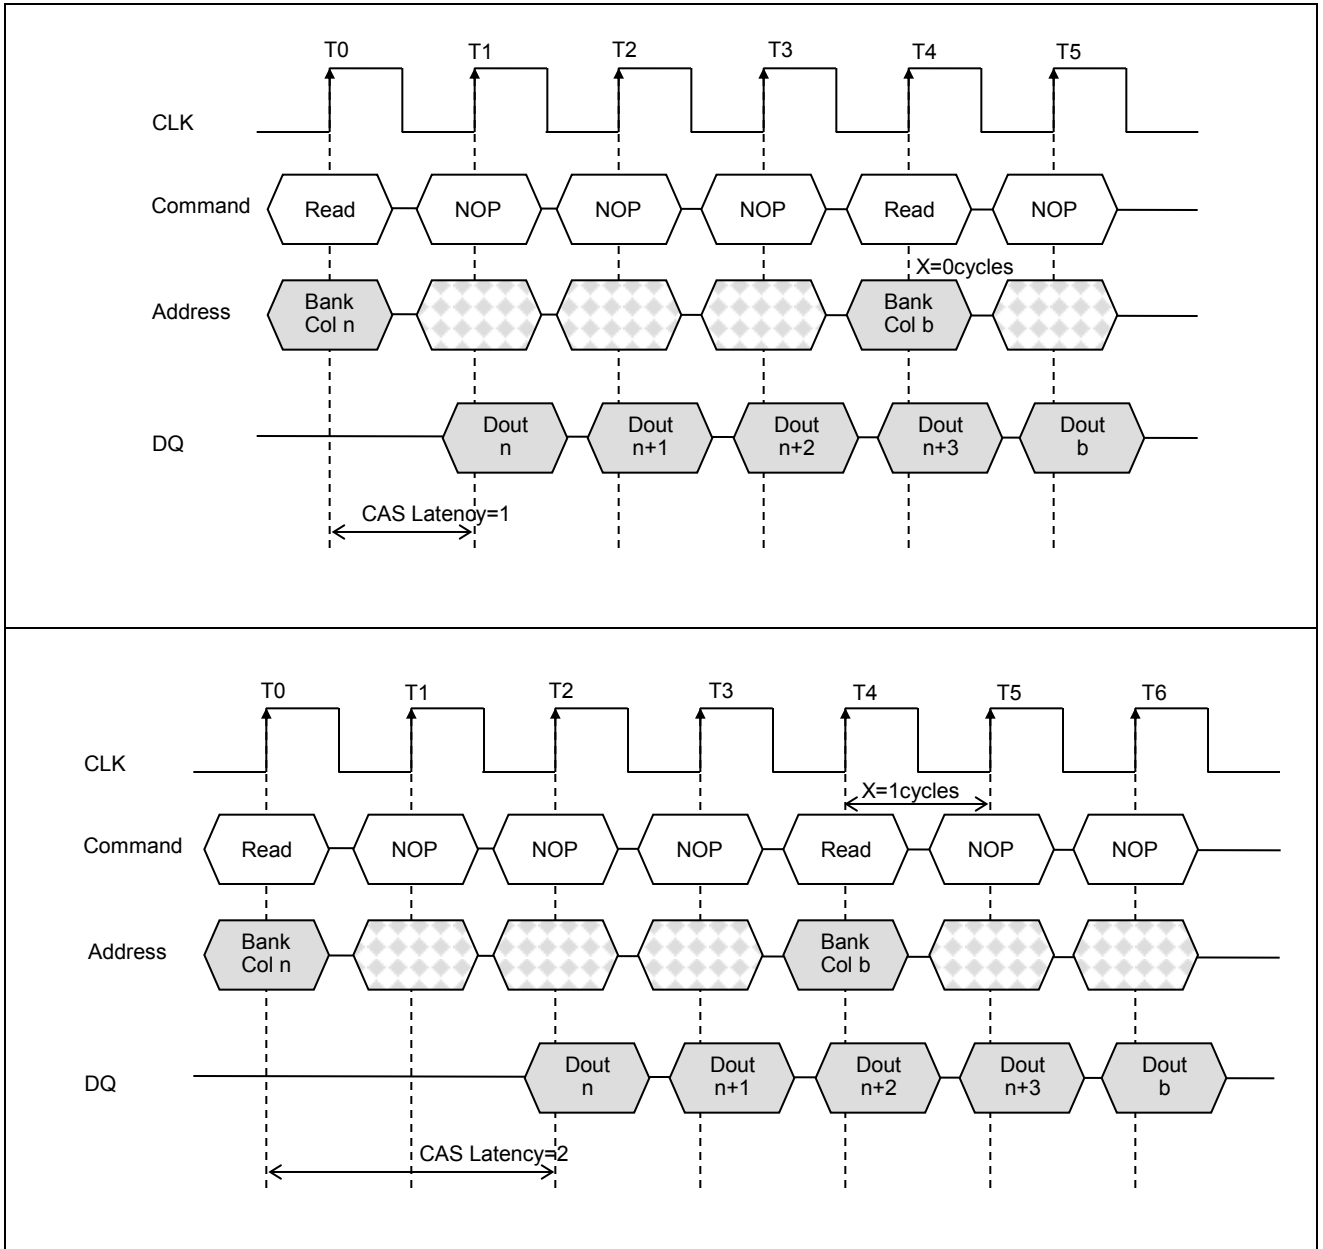 T0 T1 T2 T3 T4 T5
CLK
Command Read NOP NOP NOP Read NOP
X=0cycles
Address Bank Col n Bank Col b
DQ Dout n Dout n+1 Dout n+2 Dout n+3 Dout b
CAS Latency=1
T0 T1 T2 T3 T4 T5 T6
CLK
X=1cycles
Command Read NOP NOP NOP Read NOP NOP
Address Bank Col n Bank Col b
DQ Dout n Dout n+1 Dout n+2 Dout n+3 Dout b
CAS Latency=2